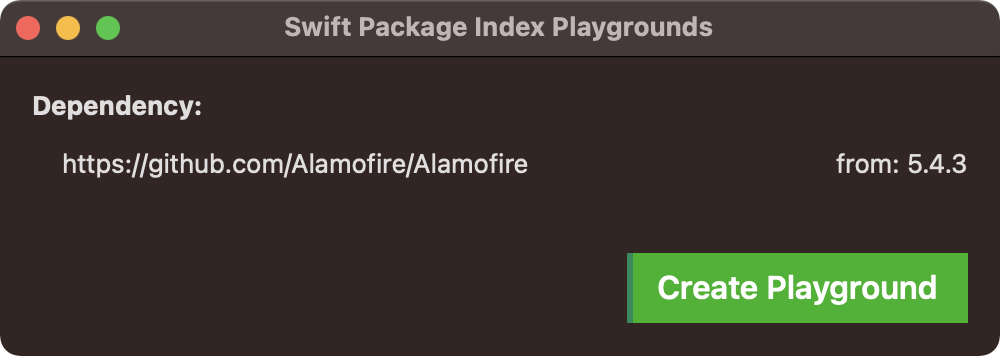 Swift Package Index Playgrounds
Dependency:
https://github.com/Alamofire/Alamofire from: 5.4.3
Create Playground